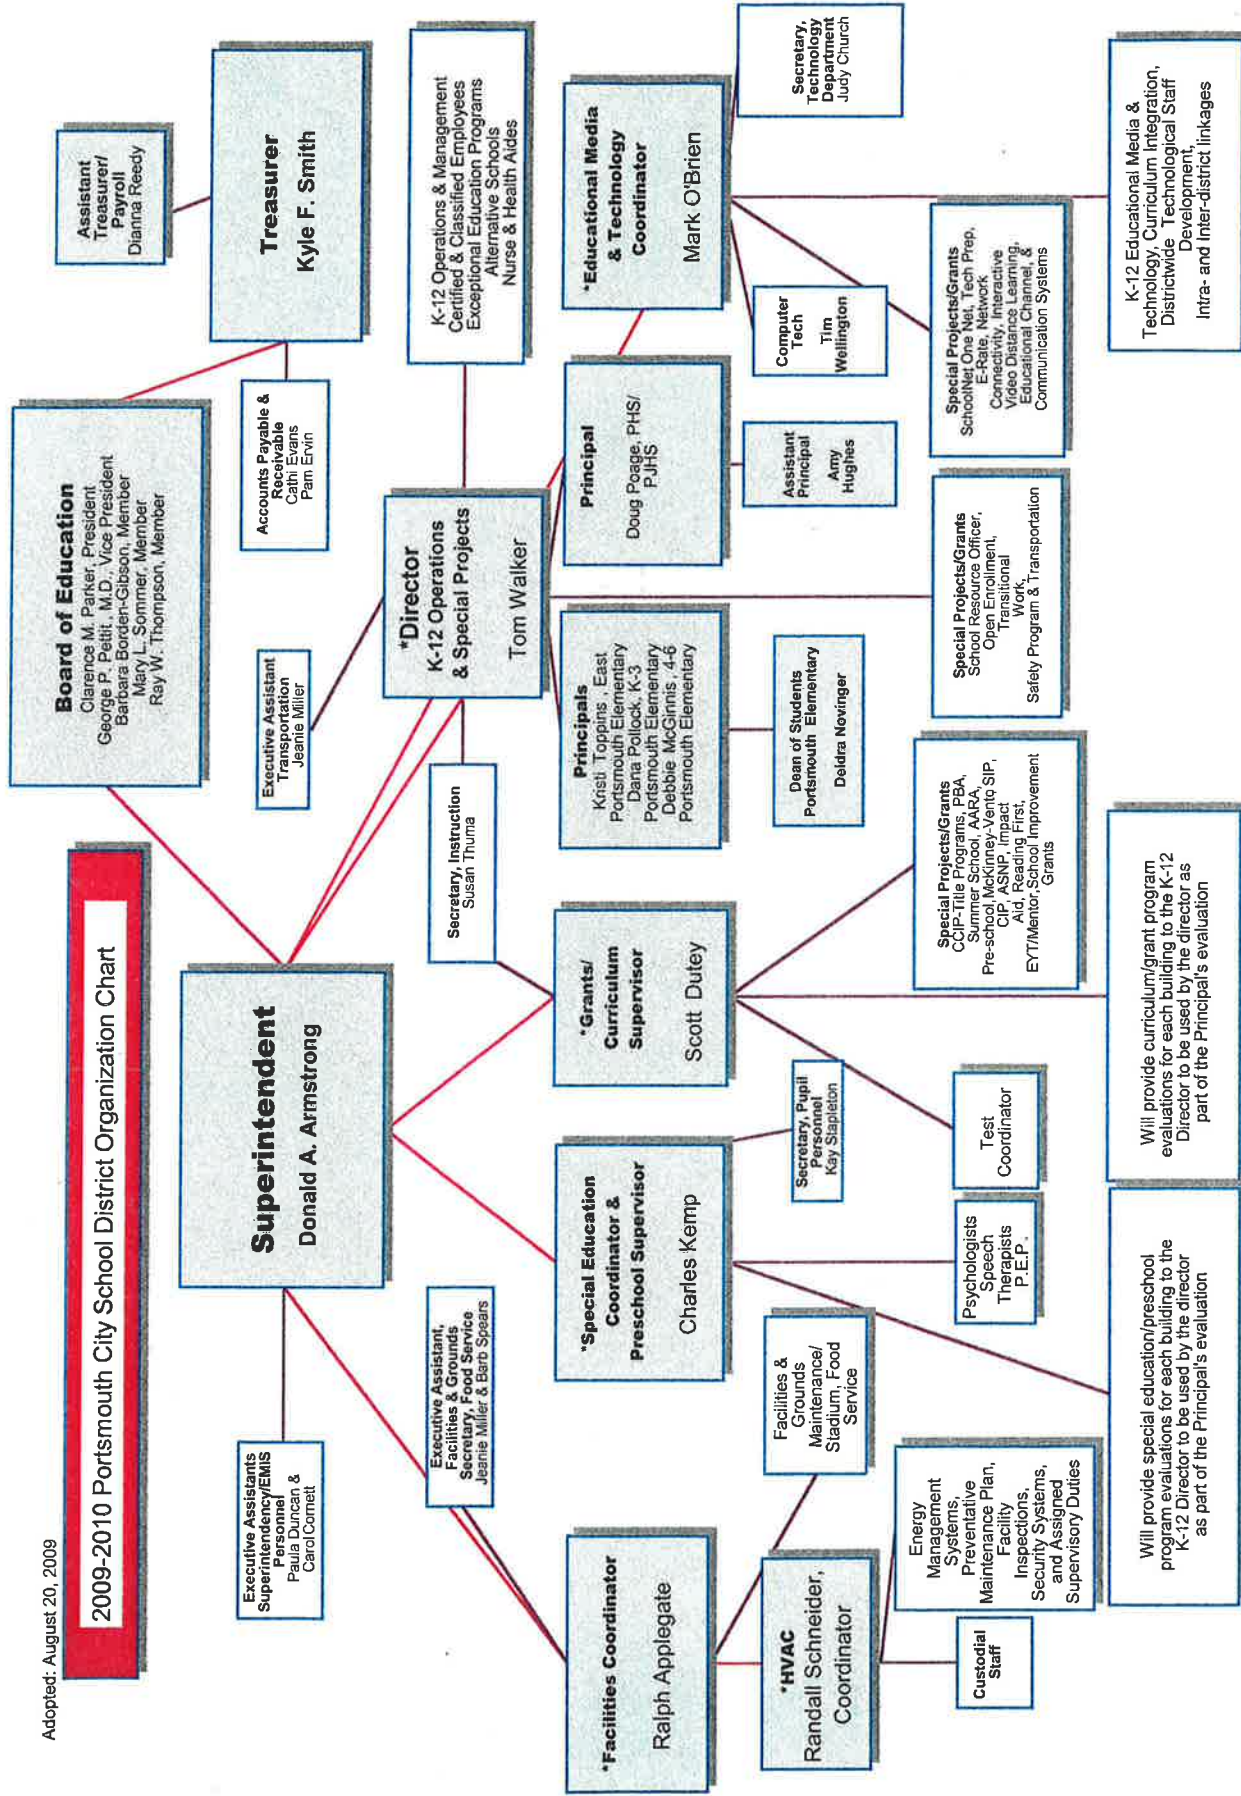 Adopted: August 20, 2009
2009-2010 Portsmouth City School District Organization Chart
Board of Education
Clarence M. Parker, President
George P. Pettit, M.D., Vice President
Barbara Borden-Gibson, Member
Mary L. Sommer, Member
Ray W. Thompson, Member
Assistant
Treasurer/
Payroll
Dianna Reedy
Treasurer
Kyle F. Smith
Accounts Payable &
Receivable
Cathi Evans
Pam Ervin
Superintendent
Donald A. Armstrong
Executive Assistants
Superintendency/EMIS
Personnel
Paula Duncan &
Carol Cornett
Executive Assistant
Transportation
Jeanie Miller
*Director
K-12 Operations
& Special Projects
Tom Walker
K-12 Operations & Management
Certified & Classified Employees
Exceptional Education Programs
Alternative Schools
Nurse & Health Aides
Executive Assistant,
Facilities & Grounds
Secretary, Food Service
Jeanie Miller & Barb Spears
Secretary, Instruction
Susan Thuma
*Facilities Coordinator
Ralph Applegate
*Special Education
Coordinator &
Preschool Supervisor
Charles Kemp
*Grants/
Curriculum
Supervisor
Scott Dutey
Principals
Kristi Toppins , East
Portsmouth Elementary
Dana Pollock, K-3
Portsmouth Elementary
Debbie McGinnis , 4-6
Portsmouth Elementary
Principal
Doug Poage, PHS/
PJHS
*Educational Media
& Technology
Coordinator
Mark O'Brien
Secretary,
Technology
Department
Judy Church
*HVAC
Randall Schneider,
Coordinator
Facilities &
Grounds
Maintenance/
Stadium, Food
Service
Secretary, Pupil
Personnel
Kay Stapleton
Dean of Students
Portsmouth Elementary
Deidra Novinger
Assistant
Principal
Amy
Hughes
Computer
Tech
Tim
Wellington
Custodial
Staff
Energy
Management
Systems,
Preventative
Maintenance Plan,
Facility
Inspections,
Security Systems,
and Assigned
Supervisory Duties
Psychologists
Speech
Therapists
P.E.P.
Test
Coordinator
Special Projects/Grants
CCIP-Title Programs, PBA,
Summer School, AARA,
Pre-school, McKinney-Vento SIP,
CIP, ASNP, Impact
Aid, Reading First,
EYT/Mentor,School Improvement
Grants
Special Projects/Grants
School Resource Officer,
Open Enrollment,
Transitional
Work,
Safety Program & Transportation
Special Projects/Grants
SchoolNet One Net, Tech Prep,
E-Rate, Network
Connectivity, Interactive
Video Distance Learning,
Educational Channel, &
Communication Systems
Will provide special education/preschool
program evaluations for each building to the
K-12 Director to be used by the director
as part of the Principal's evaluation
Will provide curriculum/grant program
evaluations for each building to the K-12
Director to be used by the director as
part of the Principal's evaluation
K-12 Educational Media &
Technology, Curriculum Integration,
Districtwide Technological Staff
Development,
Intra- and Inter-district linkages